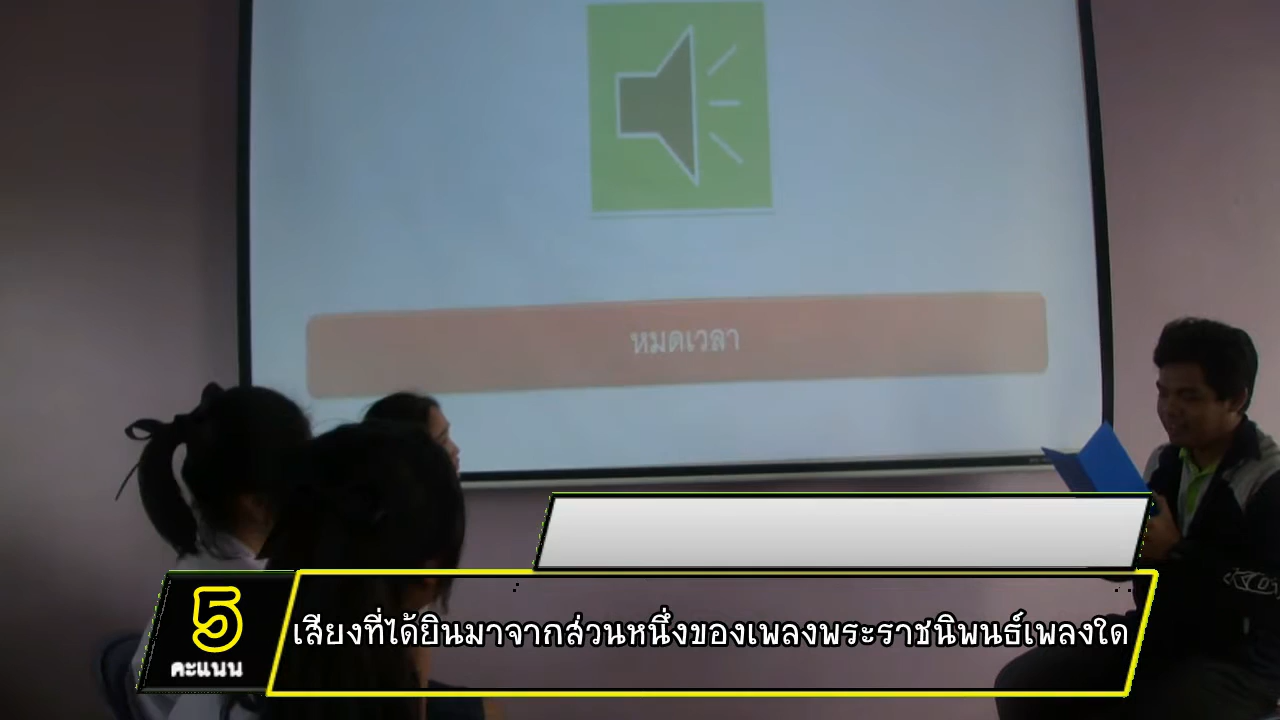 หมดเวลา
5
คะแนน
เสียงที่ได้ยินมาจากส่วนหนึ่งของเพลงพระราชนิพนธ์เพลงใด